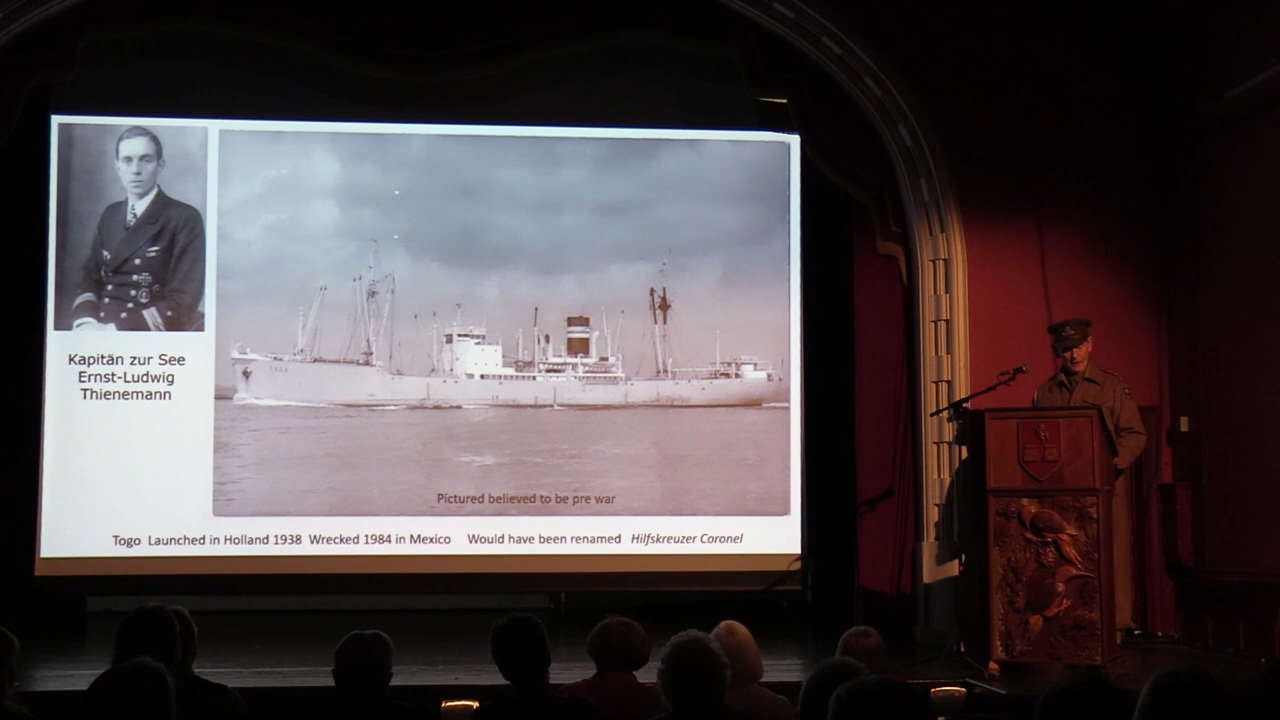 TOGO
Kapitän zur See
Ernst-Ludwig
Thienemann
Pictured believed to be pre war
Togo Launched in Holland 1938 Wrecked 1984 in Mexico Would have been renamed Hilfskreuzer Coronel